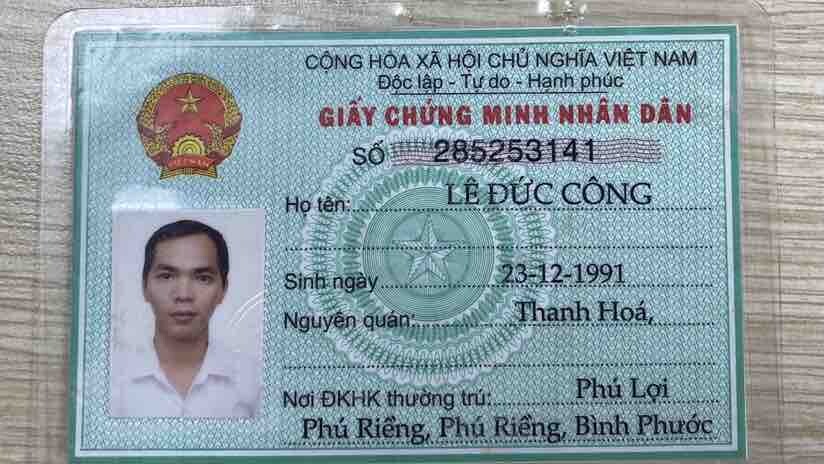 CỘNG HÒA XÃ HỘI CHỦ NGHĨA VIỆT NAM
Độc lập - Tự do - Hạnh phúc
GIẤY CHỨNG MINH NHÂN DÂN
SỐ 285253141
Họ tên: LÊ ĐỨC CÔNG
Sinh ngày 23-12-1991
Nguyên quán: Thanh Hoá,
Nơi ĐKHK thường trú: Phú Lợi
Phú Riềng, Phú Riềng, Bình Phước
VIỆT NAM